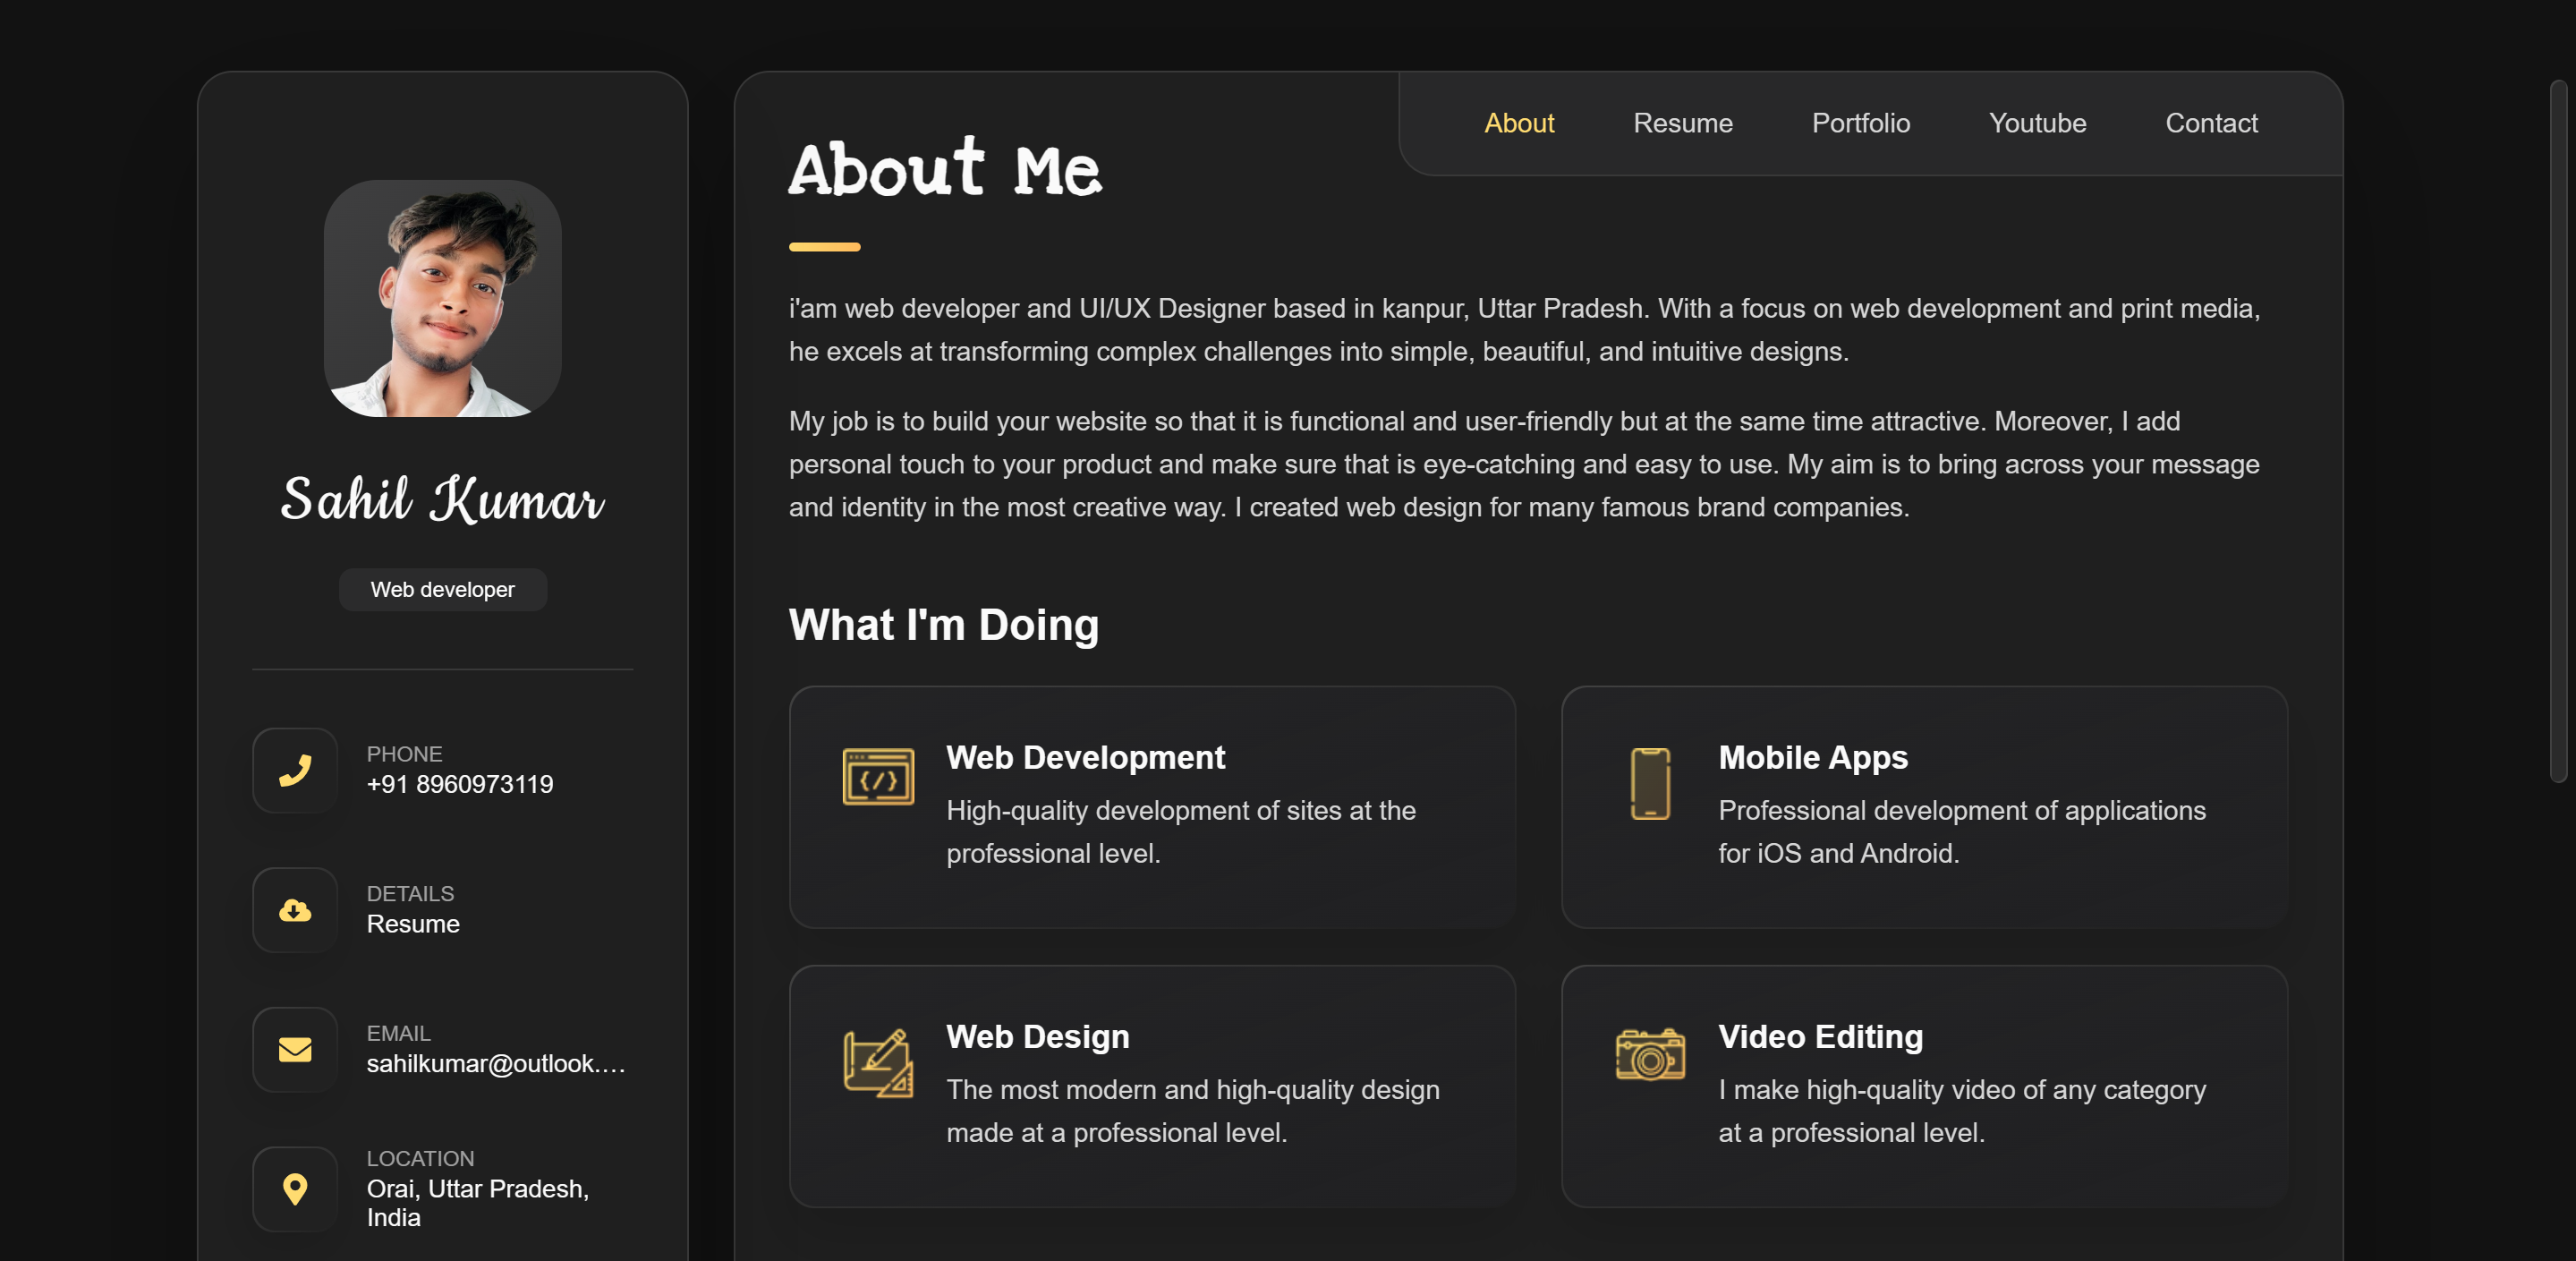 Sahil Kumar
Web developer
PHONE
+91 8960973119
DETAILS
Resume
EMAIL
sahilkumar@outlook....
LOCATION
Orai, Uttar Pradesh,
India
About
Resume
Portfolio
Youtube
Contact
About Me
i'am web developer and UI/UX Designer based in kanpur, Uttar Pradesh. With a focus on web development and print media,
he excels at transforming complex challenges into simple, beautiful, and intuitive designs.
My job is to build your website so that it is functional and user-friendly but at the same time attractive. Moreover, I add
personal touch to your product and make sure that is eye-catching and easy to use. My aim is to bring across your message
and identity in the most creative way. I created web design for many famous brand companies.
What I'm Doing
Web Development
High-quality development of sites at the
professional level.
Mobile Apps
Professional development of applications
for iOS and Android.
Web Design
The most modern and high-quality design
made at a professional level.
Video Editing
I make high-quality video of any category
at a professional level.